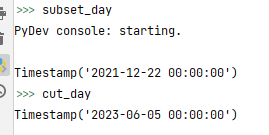 >>> subset_day
PyDev console: starting.
Timestamp('2021-12-22 00:00:00')
>>> cut_day
Timestamp('2023-06-05 00:00:00')